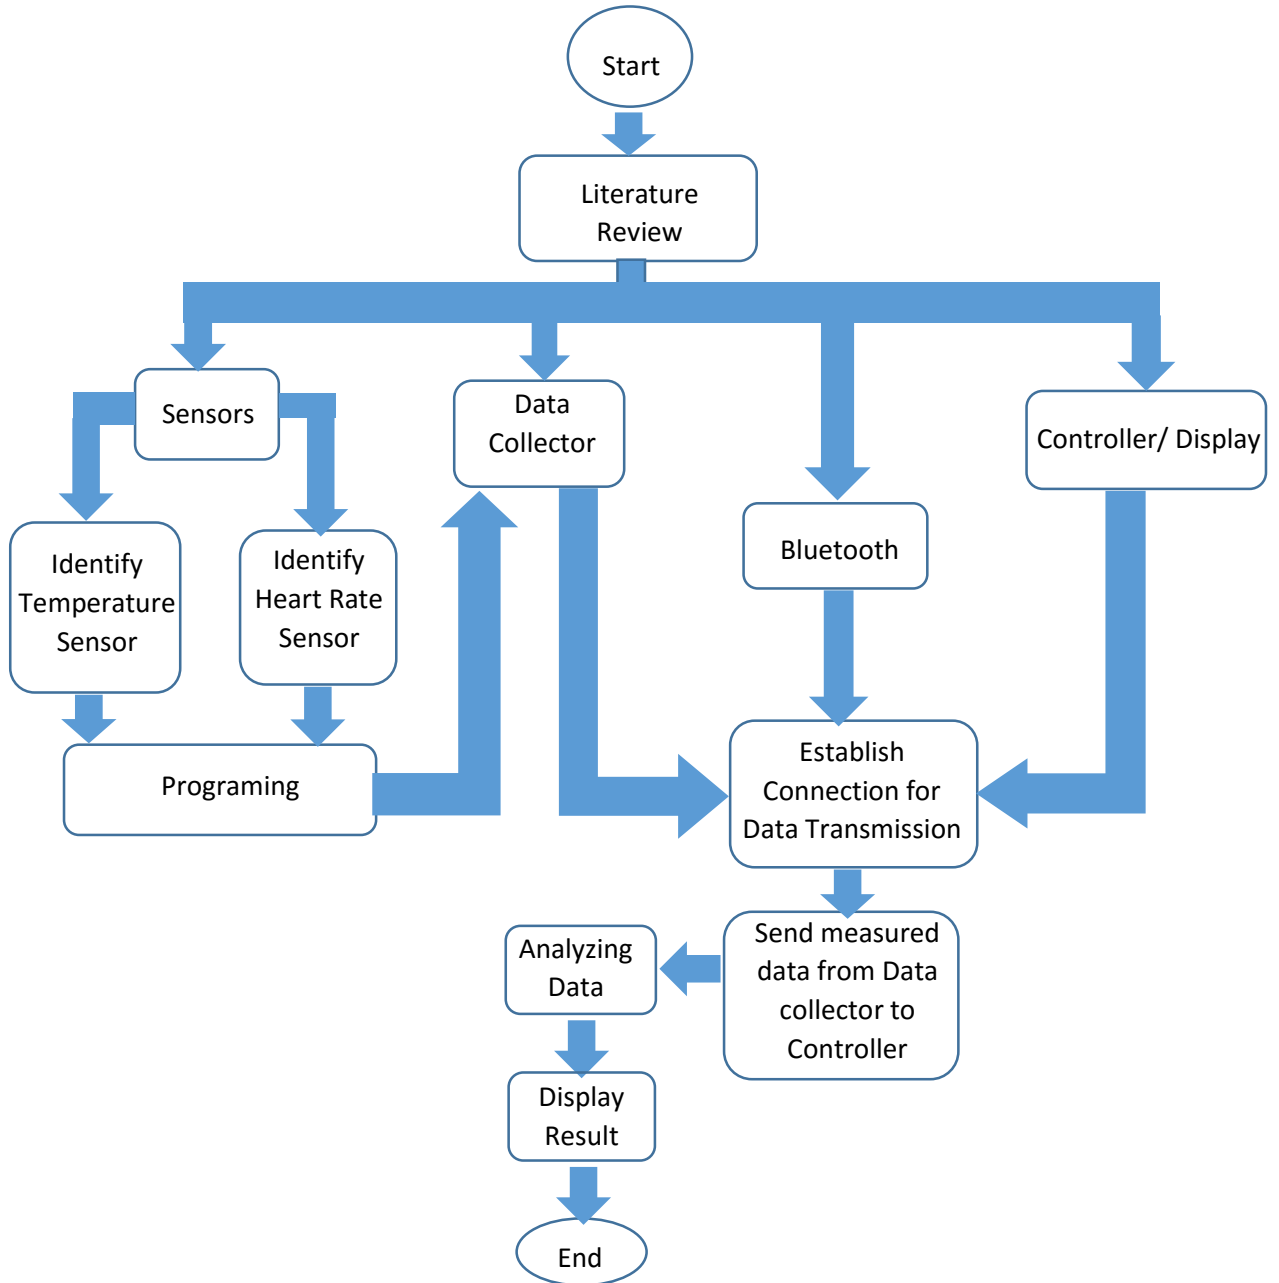 Start
Literature
Review
Sensors
Data
Collector
Controller/ Display
Bluetooth
Identify
Temperature
Sensor
Identify
Heart Rate
Sensor
Programing
Establish
Connection for
Data Transmission
Send measured
data from Data
collector to
Controller
Analyzing
Data
Display
Result
End